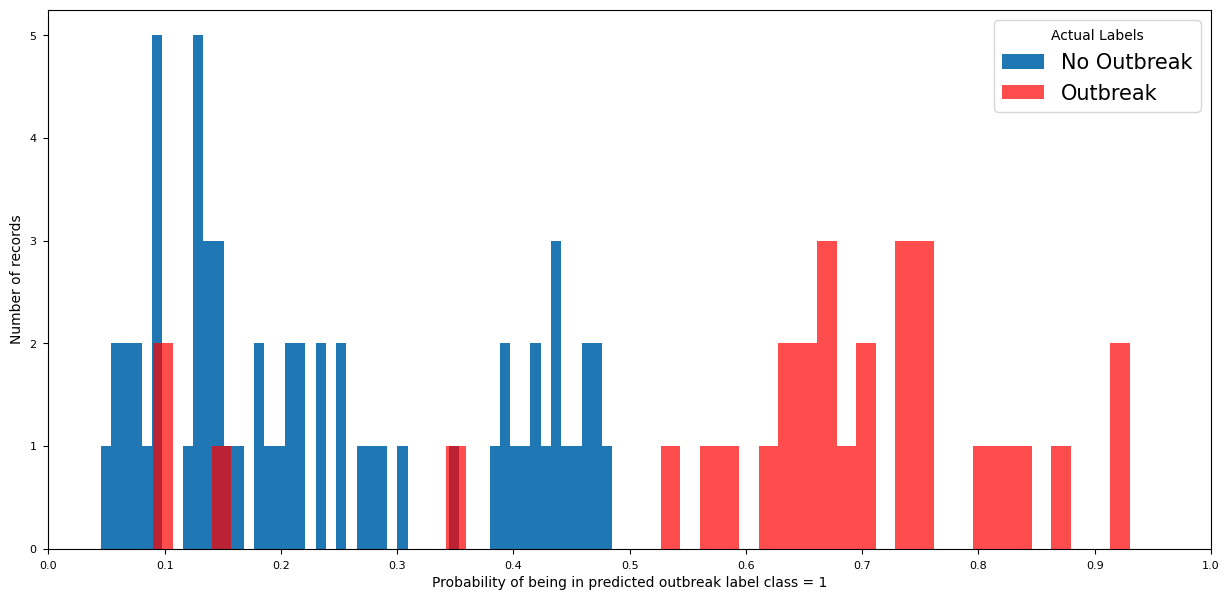 Actual Labels
No Outbreak
Outbreak
Number of records
5
4
3
2
1
0
0.0 0.1 0.2 0.3 0.4 0.5 0.6 0.7 0.8 0.9 1.0
Probability of being in predicted outbreak label class = 1